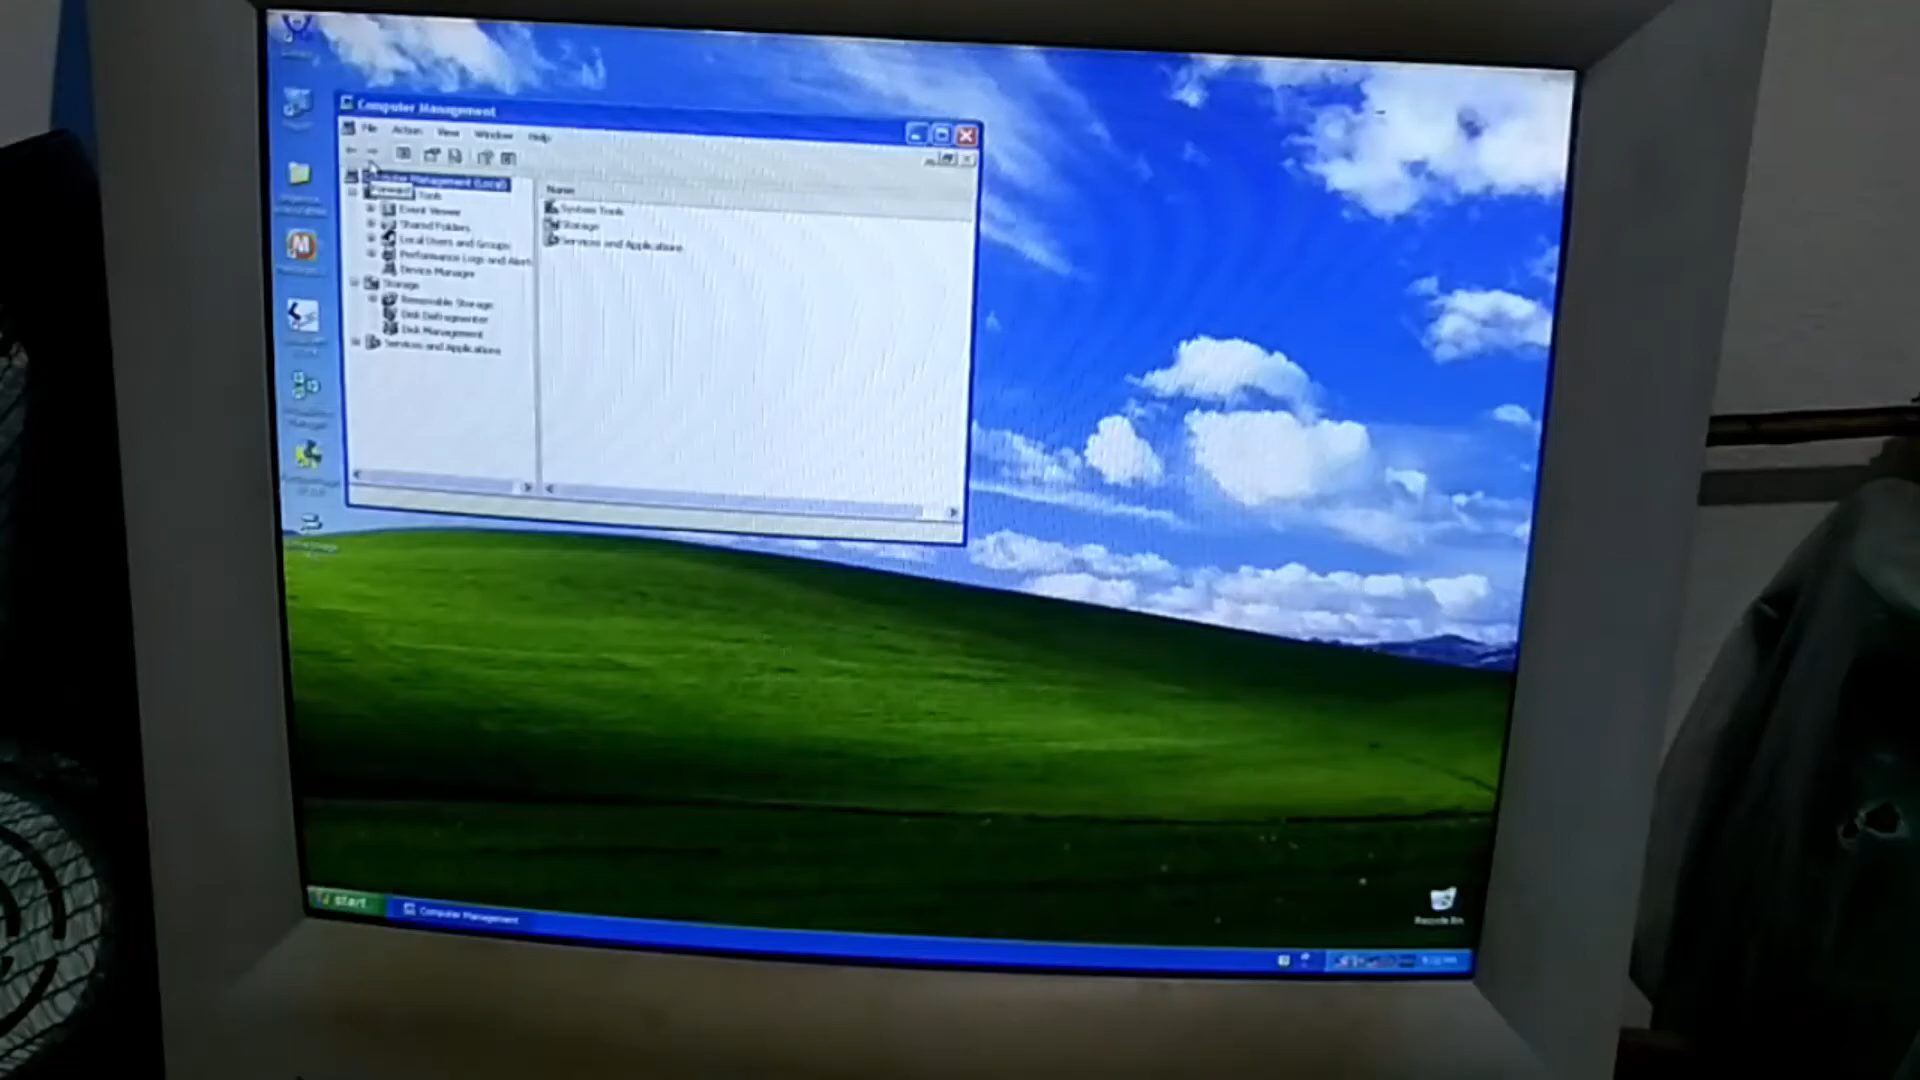 Computer Management
File Action View Window Help
Computer Management (Local)
Forward
Tools
Event Viewer
Shared Folders
Local Users and Groups
Performance Logs and Alert
Device Manager
Storage
Removable Storage
Disk Defragmenter
Disk Management
Services and Applications
Name
System Tools
Storage
Services and Applications
Recycle Bin
start
Computer Management